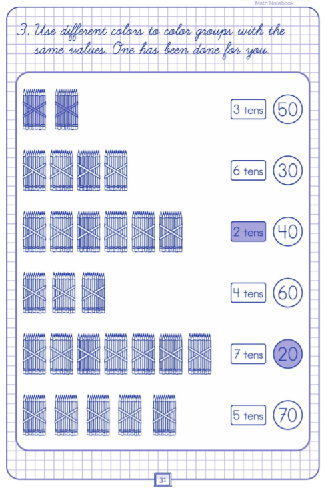 Math Notebook
3. Use different colors to color groups with the
same values. One has been done for you.
3 tens 50
6 tens 30
2 tens 40
4 tens 60
7 tens 20
5 tens 70
31